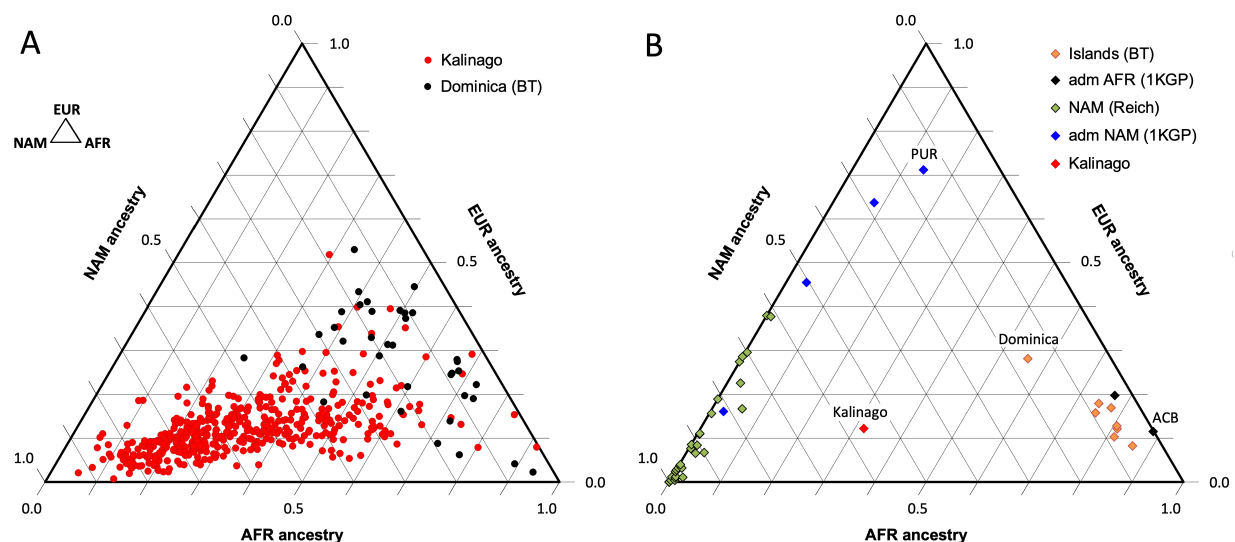 A
0.0
1.0
Kalinago
Dominica (BT)
EUR
NAM
AFR
NAM ancestry
EUR ancestry
0.5
0.5
1.0
0.0
0.0
0.5
1.0
AFR ancestry
B
0.0
1.0
Islands (BT)
adm AFR (1KGP)
NAM (Reich)
adm NAM (1KGP)
Kalinago
PUR
NAM ancestry
EUR ancestry
0.5
0.5
Dominica
Kalinago
ACB
1.0
0.0
0.0
0.5
1.0
AFR ancestry